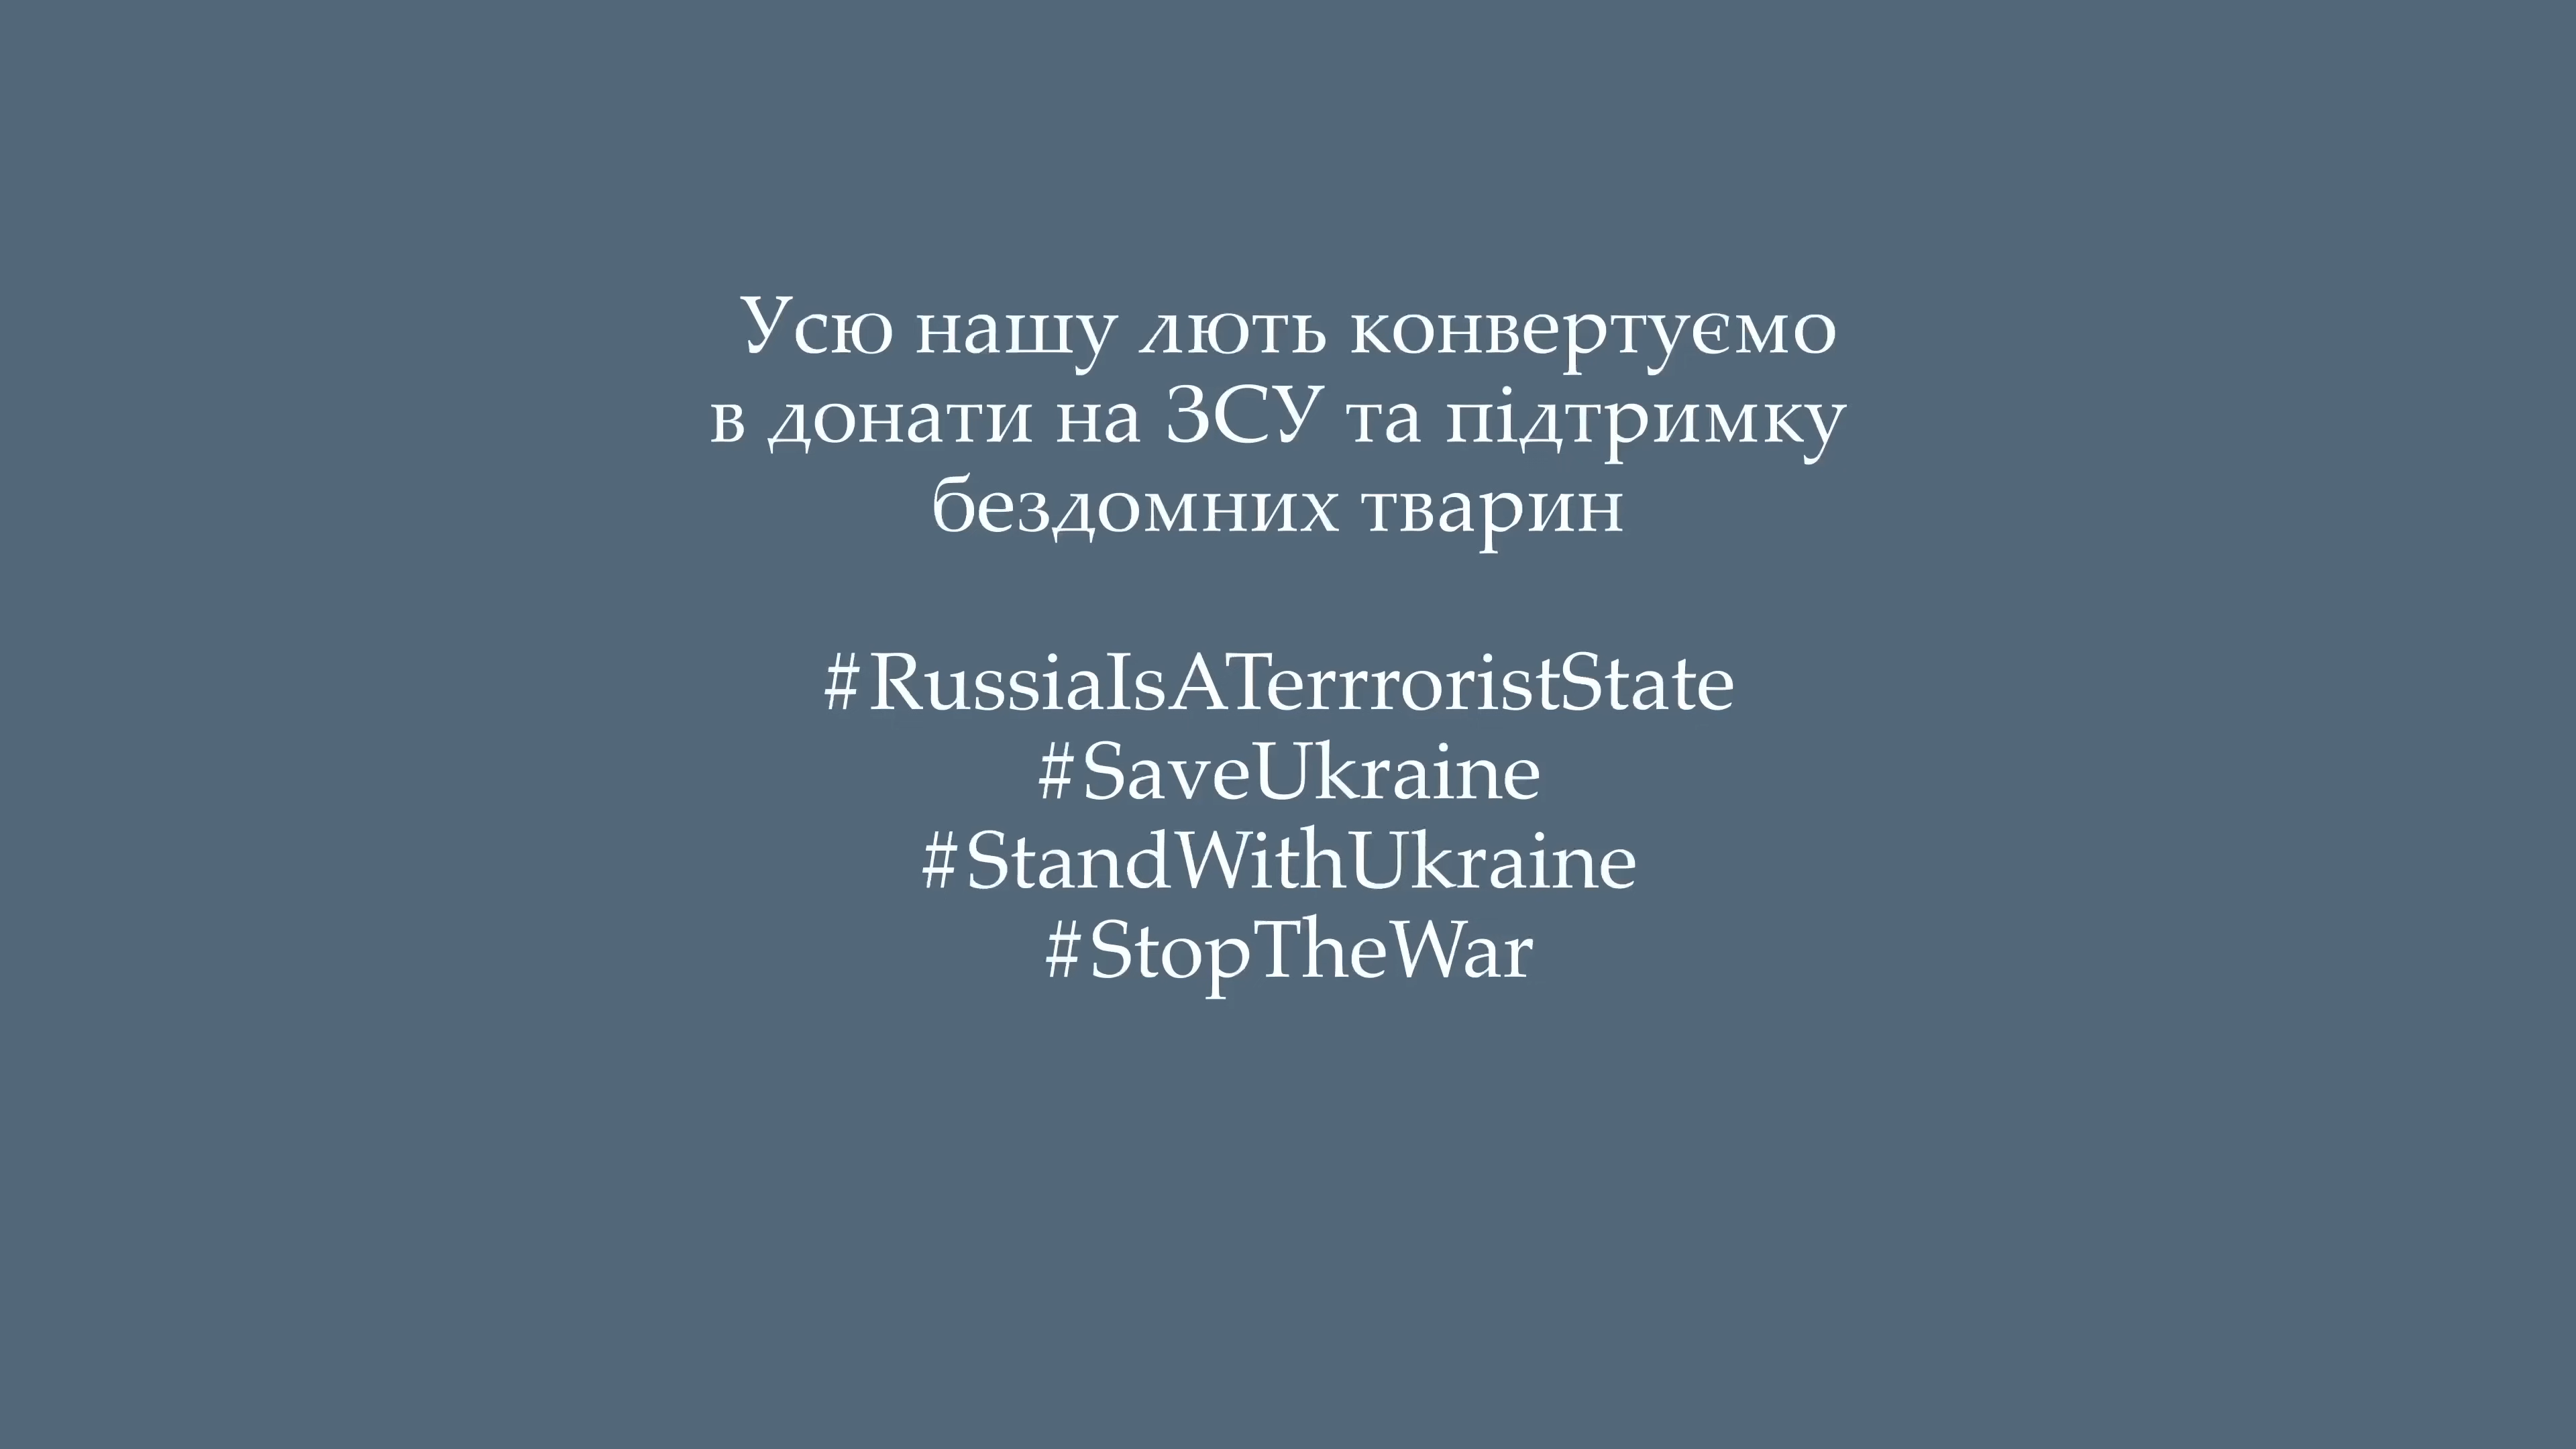 Усю нашу лють конвертуємо
в донати на ЗСУ та підтримку
бездомних тварин
#RussiaIsATerrroristState
#SaveUkraine
#StandWithUkraine
#StopTheWar